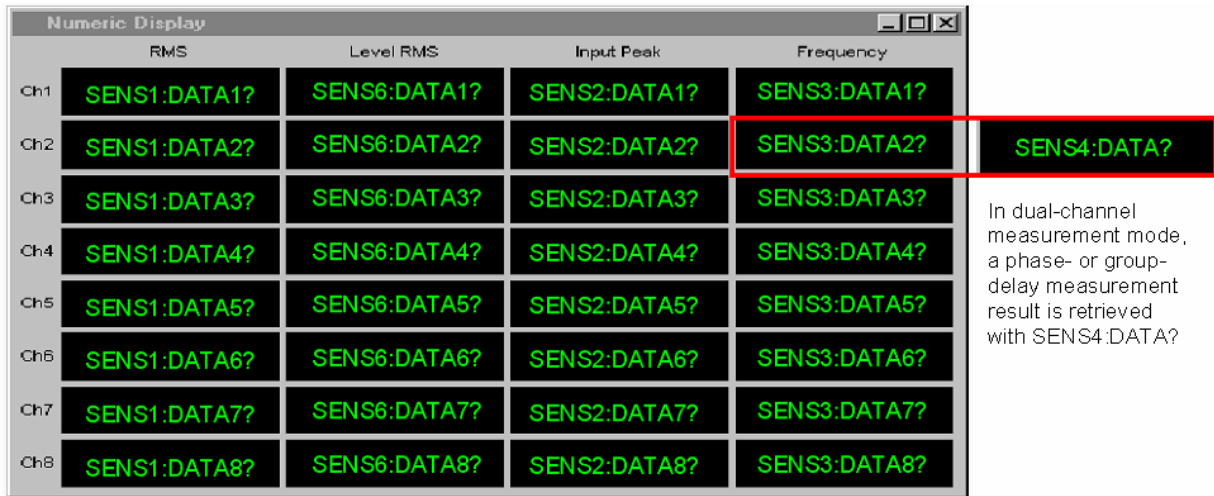 Numeric Display
RMS Level RMS Input Peak Frequency
Ch1 SENS1:DATA1? SENS6:DATA1? SENS2:DATA1? SENS3:DATA1?
Ch2 SENS1:DATA2? SENS6:DATA2? SENS2:DATA2? SENS3:DATA2? SENS4:DATA?
Ch3 SENS1:DATA3? SENS6:DATA3? SENS2:DATA3? SENS3:DATA3?
Ch4 SENS1:DATA4? SENS6:DATA4? SENS2:DATA4? SENS3:DATA4?
Ch5 SENS1:DATA5? SENS6:DATA5? SENS2:DATA5? SENS3:DATA5?
Ch6 SENS1:DATA6? SENS6:DATA6? SENS2:DATA6? SENS3:DATA6?
Ch7 SENS1:DATA7? SENS6:DATA7? SENS2:DATA7? SENS3:DATA7?
Ch8 SENS1:DATA8? SENS6:DATA8? SENS2:DATA8? SENS3:DATA8?
In dual-channel
measurement mode,
a phase- or group-
delay measurement
result is retrieved
with SENS4:DATA?